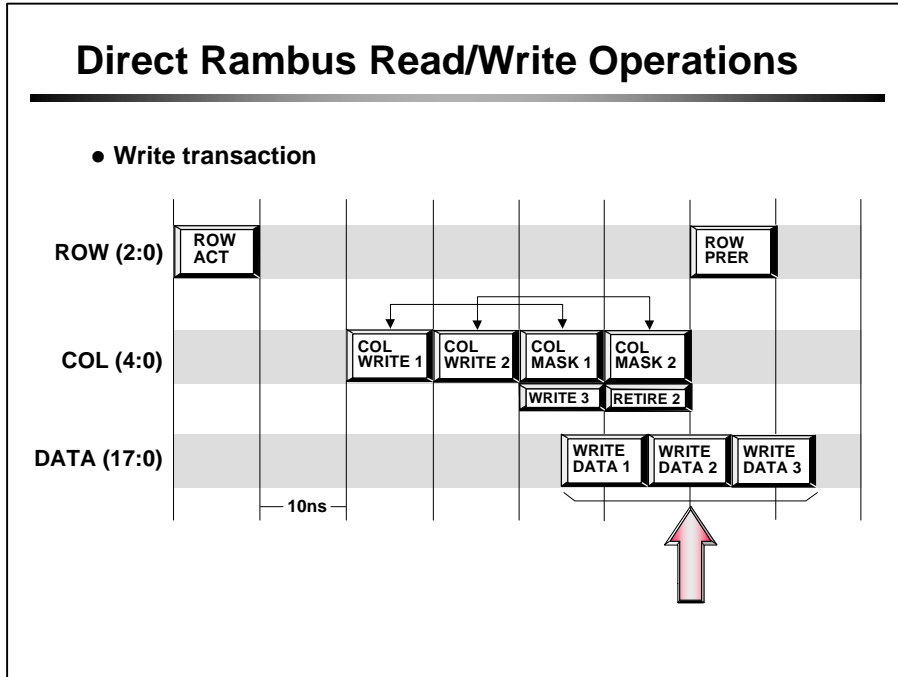 Direct Rambus Read/Write Operations
● Write transaction
ROW (2:0)
ROW
ACT
ROW
PRER
COL (4:0)
COL
WRITE 1
COL
WRITE 2
COL
MASK 1
COL
MASK 2
WRITE 3
RETIRE 2
DATA (17:0)
WRITE
DATA 1
WRITE
DATA 2
WRITE
DATA 3
10ns